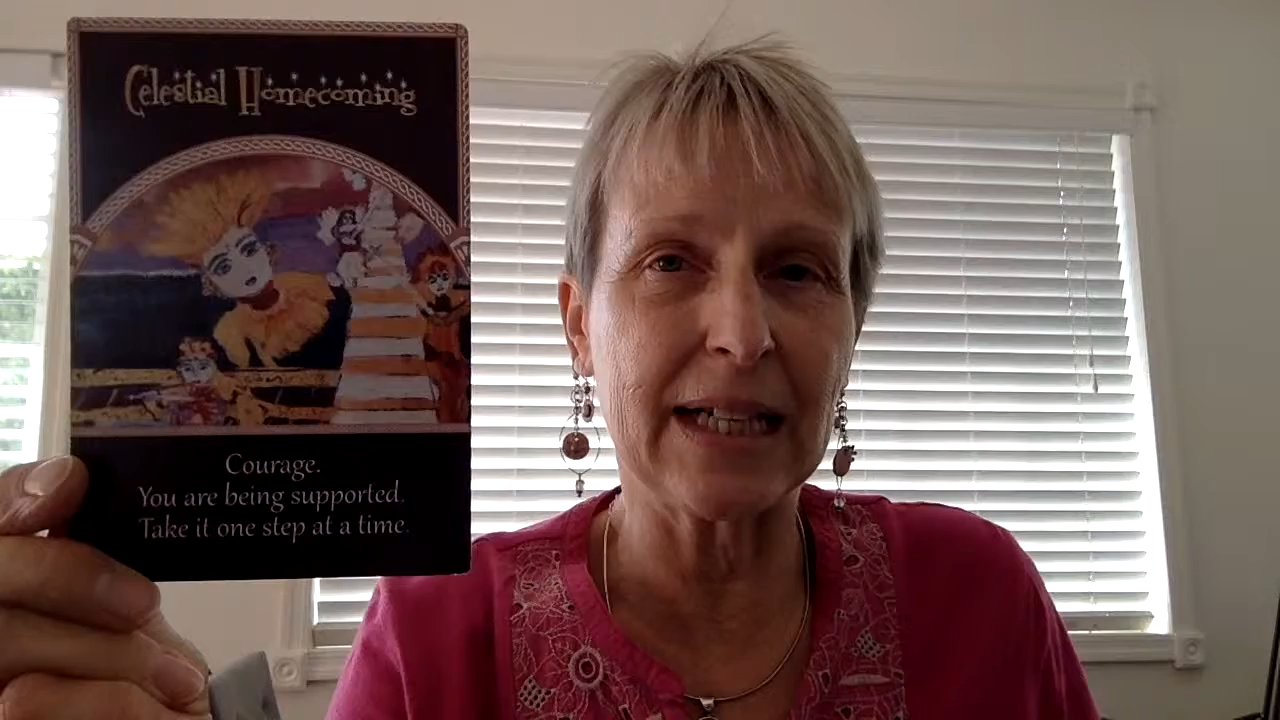 Celestial Homecoming
Courage.
You are being supported.
Take it one step at a time.